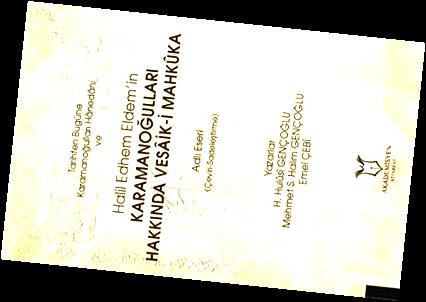 Tarihten Bugüne
Karamanoğulları Hânedânı,
ve
Halil Edhem Eldem'in
KARAMANOĞULLARI
HAKKINDA VESÂİK-İ MAHKÛKA
Adlı Eseri
(Çeviri-Sadeleştirme)
Yazarlar
H. Hulûsi GENÇOĞLU
Mehmet S. Halim GENÇOĞLU
Emel ÇEBİ
AKADEMİSYEN
KİTABEVİ